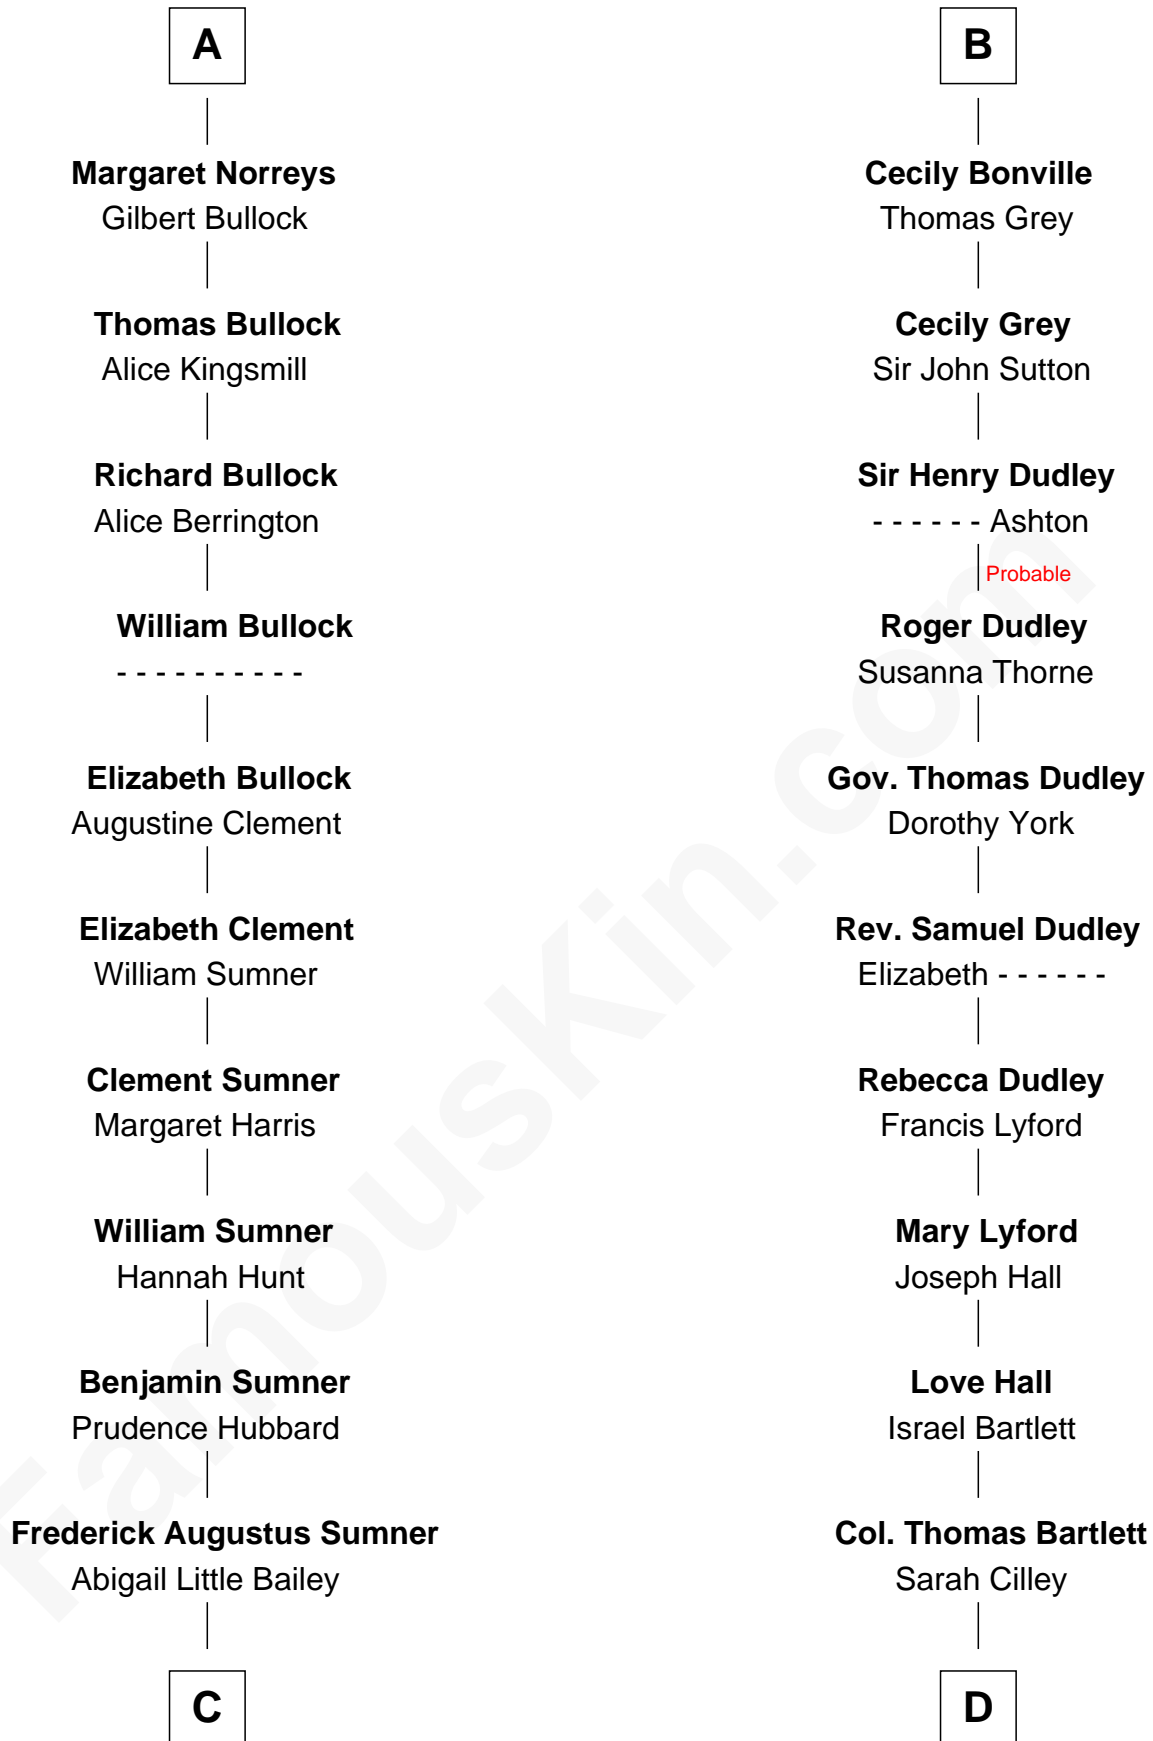 A
Margaret Norreys
Gilbert Bullock
Thomas Bullock
Alice Kingsmill
Richard Bullock
Alice Berrington
William Bullock
- - - - - - - - - -
Elizabeth Bullock
Augustine Clement
Elizabeth Clement
William Sumner
Clement Sumner
Margaret Harris
William Sumner
Hannah Hunt
Benjamin Sumner
Prudence Hubbard
Frederick Augustus Sumner
Abigail Little Bailey
C
B
Cecily Bonville
Thomas Grey
Cecily Grey
Sir John Sutton
Sir Henry Dudley
- - - - - - Ashton
Probable
Roger Dudley
Susanna Thorne
Gov. Thomas Dudley
Dorothy York
Rev. Samuel Dudley
Elizabeth - - - - - -
Rebecca Dudley
Francis Lyford
Mary Lyford
Joseph Hall
Love Hall
Israel Bartlett
Col. Thomas Bartlett
Sarah Cilley
D
FamousKin.com